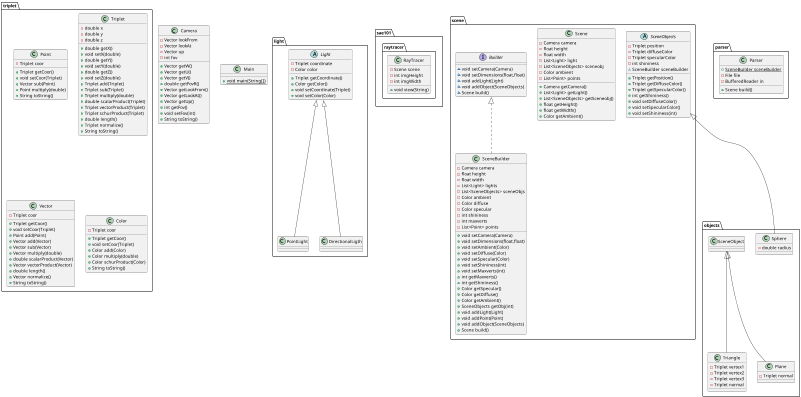 triplet
C Point
Triplet coor
Triplet getCoor()
void setCoor(Triplet)
Vector sub(Point)
Point multiply(double)
String toString()
C Triplet
double x
double y
double z
double getX()
void setX(double)
double getY()
void setY(double)
double getZ()
void setZ(double)
Triplet add(Triplet)
Triplet sub(Triplet)
Triplet multiply(double)
double scalarProduct(Triplet)
Triplet vectorProduct(Triplet)
Triplet schurProduct(Triplet)
double length()
Triplet normalize()
String toString()
C Vector
Triplet coor
Triplet getCoor()
void setCoor(Triplet)
Point add(Point)
Vector add(Vector)
Vector sub(Vector)
Vector multiply(double)
double scalarProduct(Vector)
Vector vectorProduct(Vector)
double length()
Vector normalize()
String toString()
C Color
Triplet coor
Triplet getCoor()
void setCoor(Triplet)
Color add(Color)
Color multiply(double)
Color schurProduct(Color)
String toString()
C Camera
Vector lookFrom
Vector lookAt
Vector up
int fov
Vector getW()
Vector getU()
Vector getV()
double getFovr()
Vector getLookFrom()
Vector getLookAt()
Vector getUp()
int getFov()
void setFov(int)
String toString()
C Main
void main(String[])
light
A Light
Triplet coordinate
Color color
Triplet getCoordinate()
Color getColor()
void setCoordinate(Triplet)
void setColor(Color)
C PointLight
C DirectionalLigth
sae101
raytracer
C RayTracer
Scene scene
int imgHeight
int imgWidth
void view(String)
scene
I Builder
void setCamera(Camera)
void setDimensions(float,float)
void addLight(Light)
void addObject(SceneObjects)
Scene build()
C Scene
Camera camera
float height
float width
List<Light> light
List<SceneObjects> sceneobj
Color ambient
List<Point> points
Camera getCamera()
List<Light> getLight()
List<SceneObjects> getSceneobj()
float getHeight()
float getWidth()
Color getAmbient()
A SceneObjects
Triplet position
Triplet diffuseColor
Triplet specularColor
int shininess
SceneBuilder sceneBuilder
Triplet getPosition()
Triplet getDiffuseColor()
Triplet getSpecularColor()
int getShininess()
void setDiffuseColor()
void setSpecularColor()
void setShininess(int)
C SceneBuilder
Camera camera
float height
float width
List<Light> lights
List<SceneObjects> sceneObjs
Color ambient
Color diffuse
Color specular
int shininess
int maxverts
List<Point> points
void setCamera(Camera)
void setDimensions(float,float)
void setAmbient(Color)
void setDiffuse(Color)
void setSpecular(Color)
void setShininess(int)
void setMaxverts(int)
int getMaxverts()
int getShininess()
Color getSpecular()
Color getDiffuse()
Color getAmbient()
SceneObjects getObj(int)
void addLight(Light)
void addPoint(Point)
void addObject(SceneObjects)
Scene build()
parser
C Parser
SceneBuilder sceneBuilder
File file
BufferedReader in
Scene build()
objects
C SceneObject
C Sphere
double radius
C Triangle
Triplet vertex1
Triplet vertex2
Triplet vertex3
Triplet normal
C Plane
Triplet normal